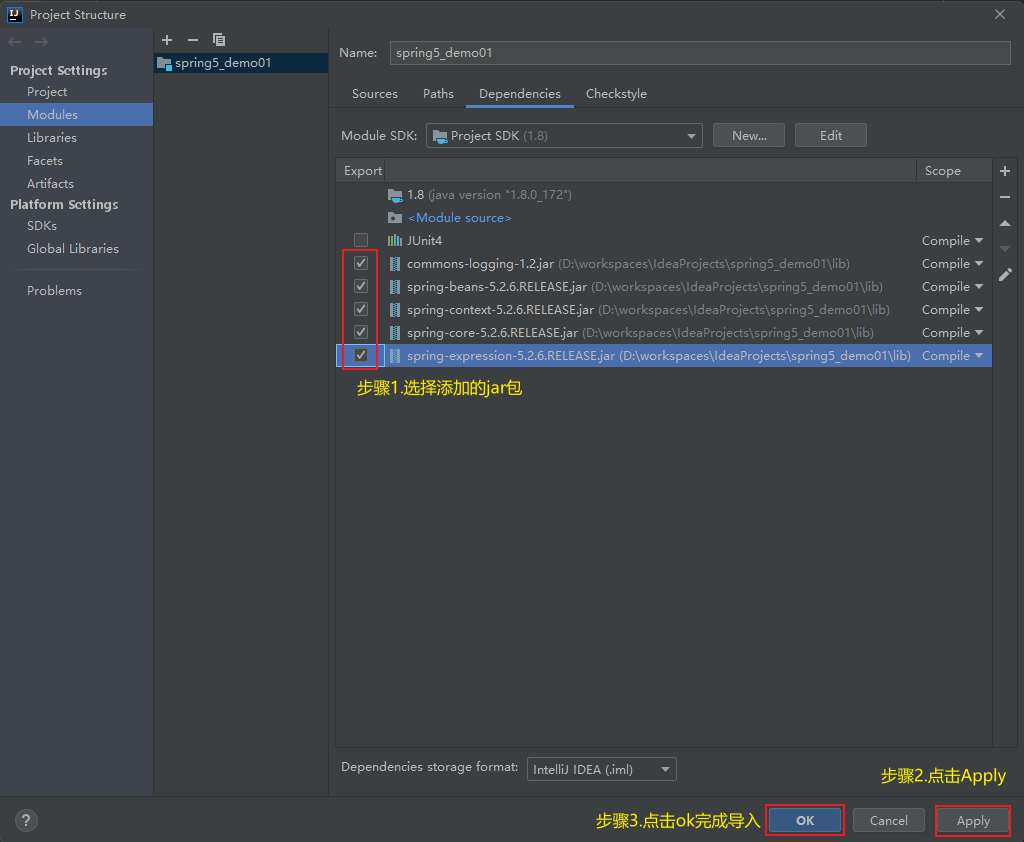 Project Structure
Project Settings
Project
Modules
Libraries
Facets
Artifacts
Platform Settings
SDKs
Global Libraries
Problems
spring5_demo01
Name: spring5_demo01
Sources Paths Dependencies Checkstyle
Module SDK: Project SDK (1.8) New... Edit
Export Scope
1.8 (java version "1.8.0_172")
<Module source>
JUnit4 Compile
commons-logging-1.2.jar (D:\workspaces\IdeaProjects\spring5_demo01\lib) Compile
spring-beans-5.2.6.RELEASE.jar (D:\workspaces\IdeaProjects\spring5_demo01\lib) Compile
spring-context-5.2.6.RELEASE.jar (D:\workspaces\IdeaProjects\spring5_demo01\lib) Compile
spring-core-5.2.6.RELEASE.jar (D:\workspaces\IdeaProjects\spring5_demo01\lib) Compile
spring-expression-5.2.6.RELEASE.jar (D:\workspaces\IdeaProjects\spring5_demo01\lib) Compile
步骤1.选择添加的jar包
Dependencies storage format: IntelliJ IDEA (.iml)
步骤2.点击Apply
步骤3.点击ok完成导入 OK Cancel Apply